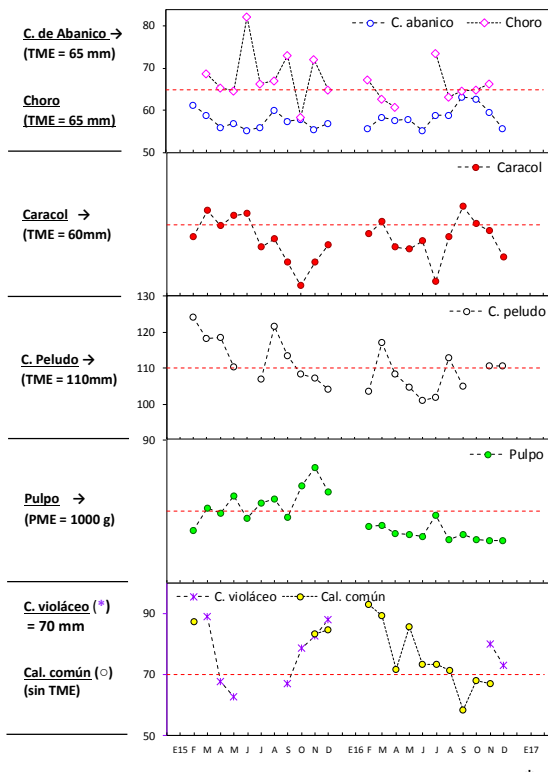 C. de Abanico →
(TME = 65 mm)
Choro
(TME = 65 mm)
80
70
60
50
C. abanico
Choro
Caracol →
(TME = 60mm)
Caracol
C. Peludo →
(TME = 110mm)
130
120
110
100
90
C. peludo
Pulpo →
(PME = 1000 g)
Pulpo
C. violáceo (*)
= 70 mm
Cal. común (○)
(sin TME)
90
70
50
C. violáceo
Cal. común
E15 F M A M J J A S O N D E16 F M A M J J A S O N D E17